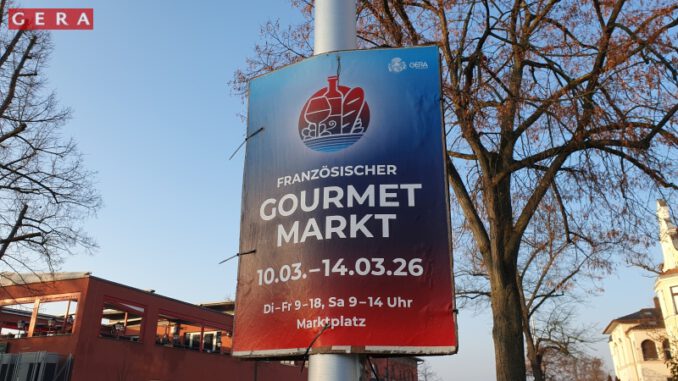 GERA
GERA
FRANZÖSISCHER
GOURMET
MARKT
10.03.–14.03.26
Di–Fr 9–18, Sa 9–14 Uhr
Marktplatz